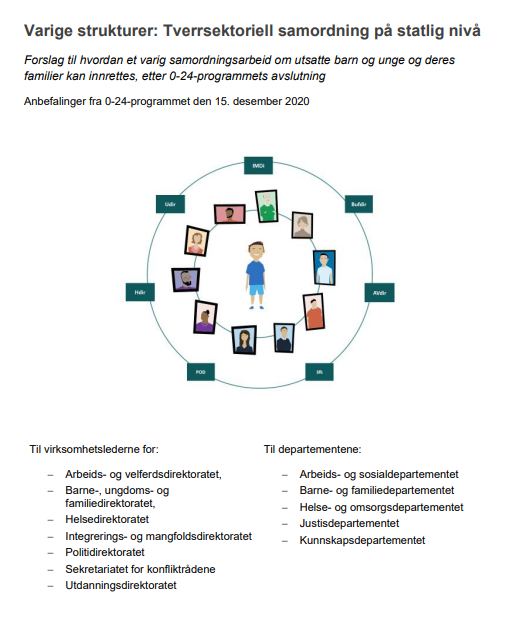 Varige strukturer: Tverrsektoriell samordning på statlig nivå
Forslag til hvordan et varig samordningsarbeid om utsatte barn og unge og deres
familier kan innrettes, etter 0-24-programmets avslutning
Anbefalinger fra 0-24-programmet den 15. desember 2020
IMDi
Udir
Bufdir
Hdir
AVdir
POD
SfK
Til virksomhetslederne for:
– Arbeids- og velferdsdirektoratet,
– Barne-, ungdoms- og
familiedirektoratet,
– Helsedirektoratet
– Integrerings- og mangfoldsdirektoratet
– Politidirektoratet
– Sekretariatet for konfliktrådene
– Utdanningsdirektoratet
Til departementene:
– Arbeids- og sosialdepartementet
– Barne- og familiedepartementet
– Helse- og omsorgsdepartementet
– Justisdepartementet
– Kunnskapsdepartementet